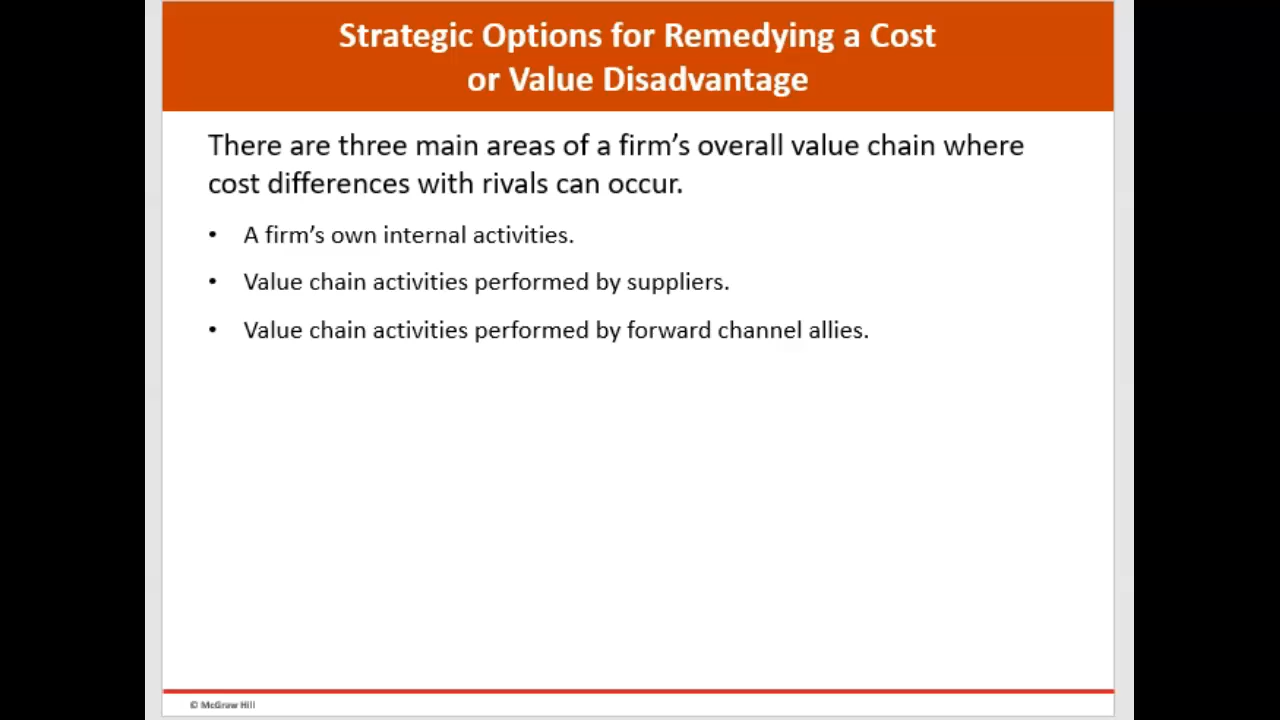 Strategic Options for Remedying a Cost
or Value Disadvantage
There are three main areas of a firm’s overall value chain where
cost differences with rivals can occur.
• A firm’s own internal activities.
• Value chain activities performed by suppliers.
• Value chain activities performed by forward channel allies.
© McGraw Hill